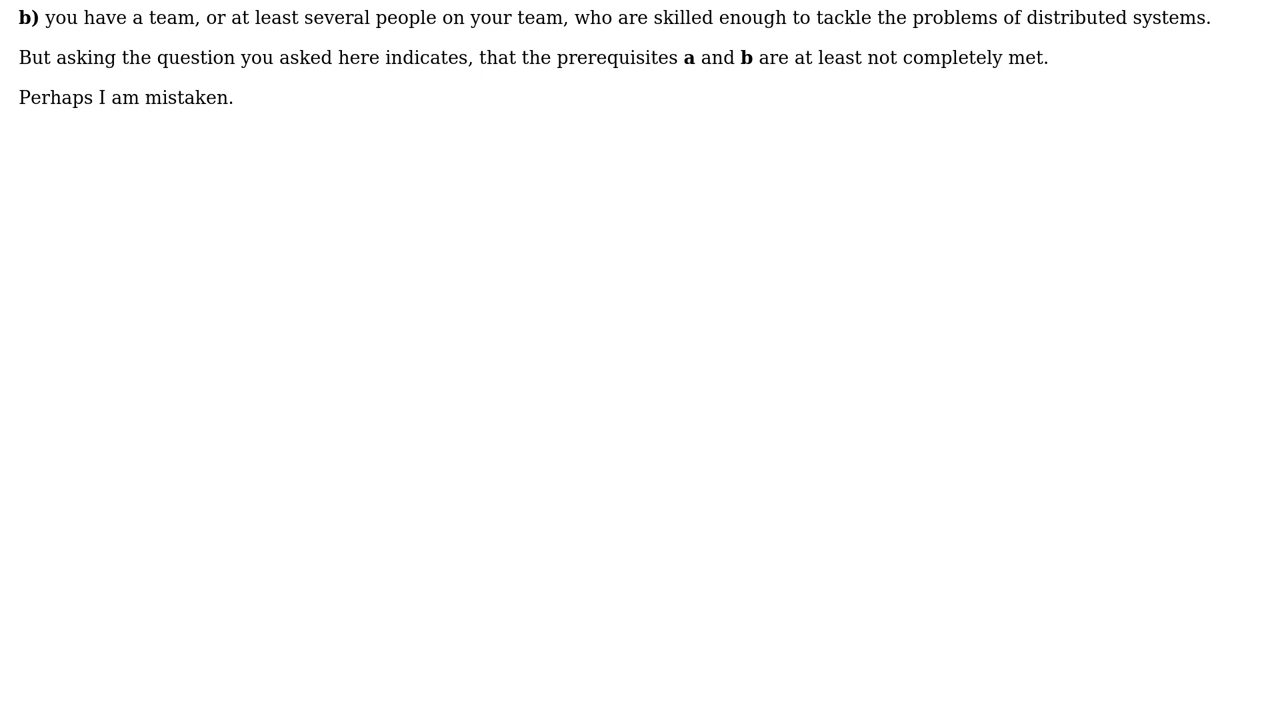 b) you have a team, or at least several people on your team, who are skilled enough to tackle the problems of distributed systems.
But asking the question you asked here indicates, that the prerequisites a and b are at least not completely met.
Perhaps I am mistaken.